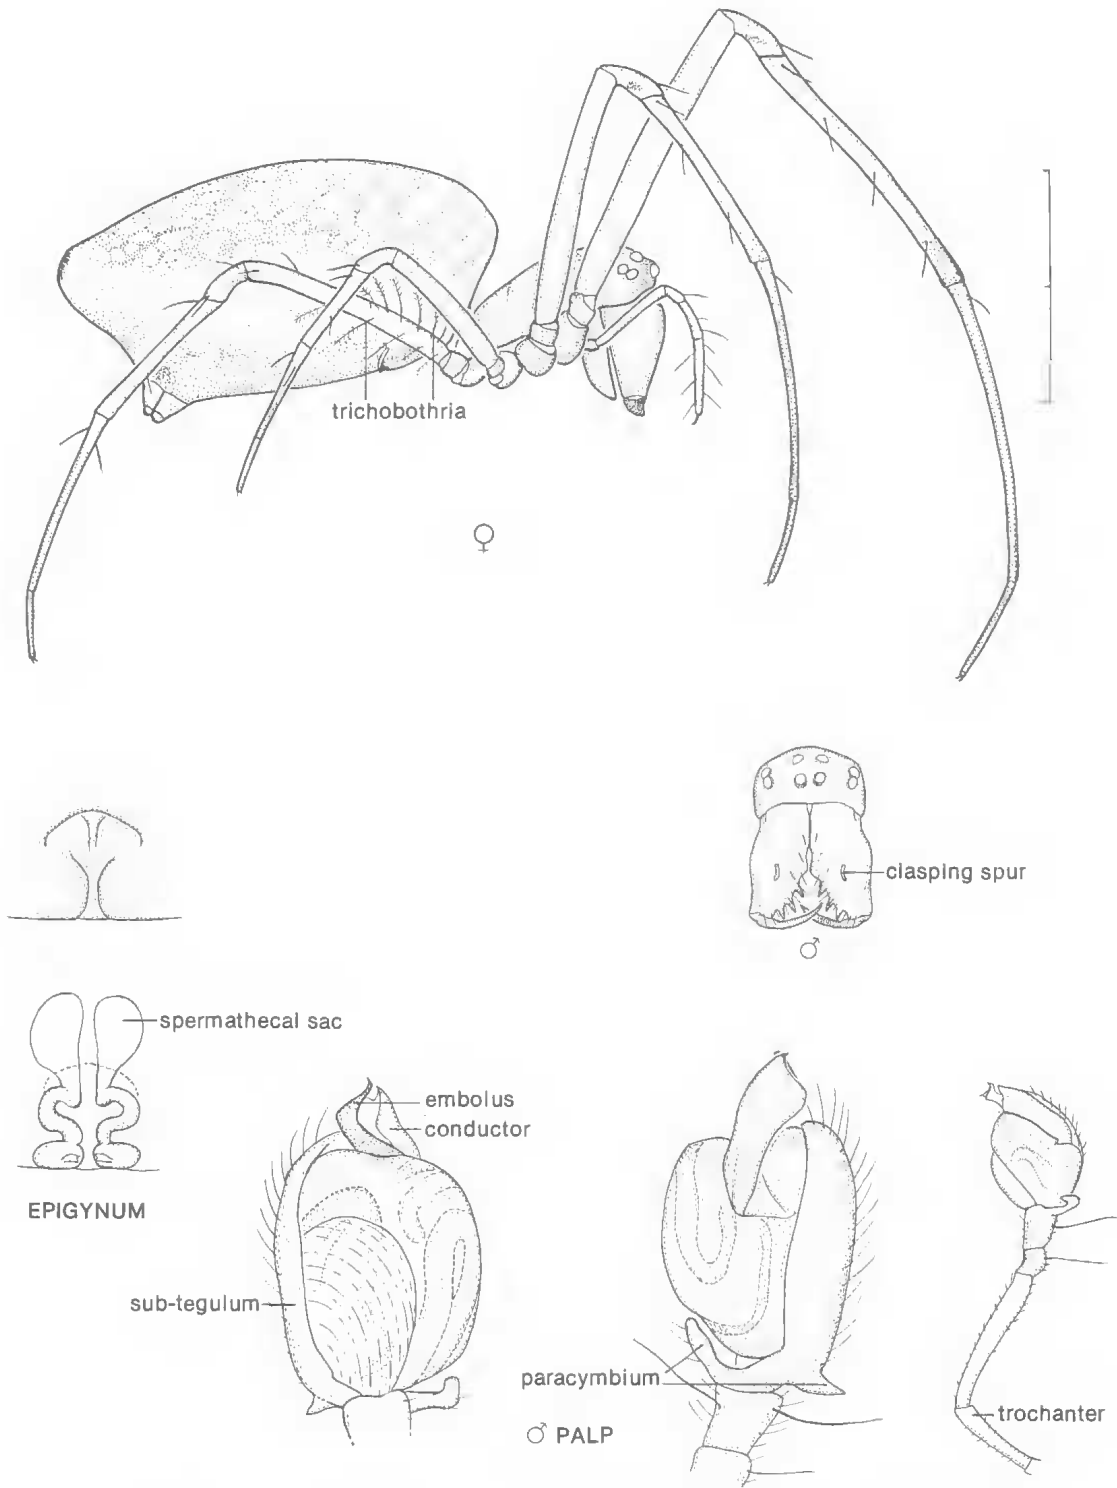 trichobothria
♀
clasping spur
♂
spermathecal sac
embolus
conductor
EPIGYNUM
sub-tegulum
paracymbium
♂ PALP
trochanter